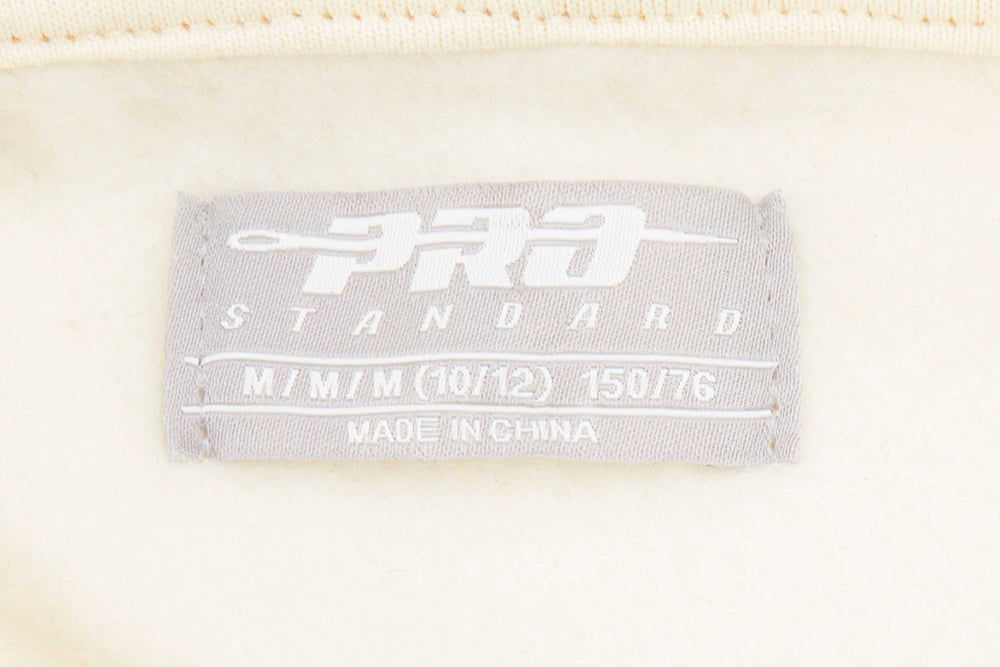 PRO
STANDARD
M/M/M (10/12) 150/76
MADE IN CHINA